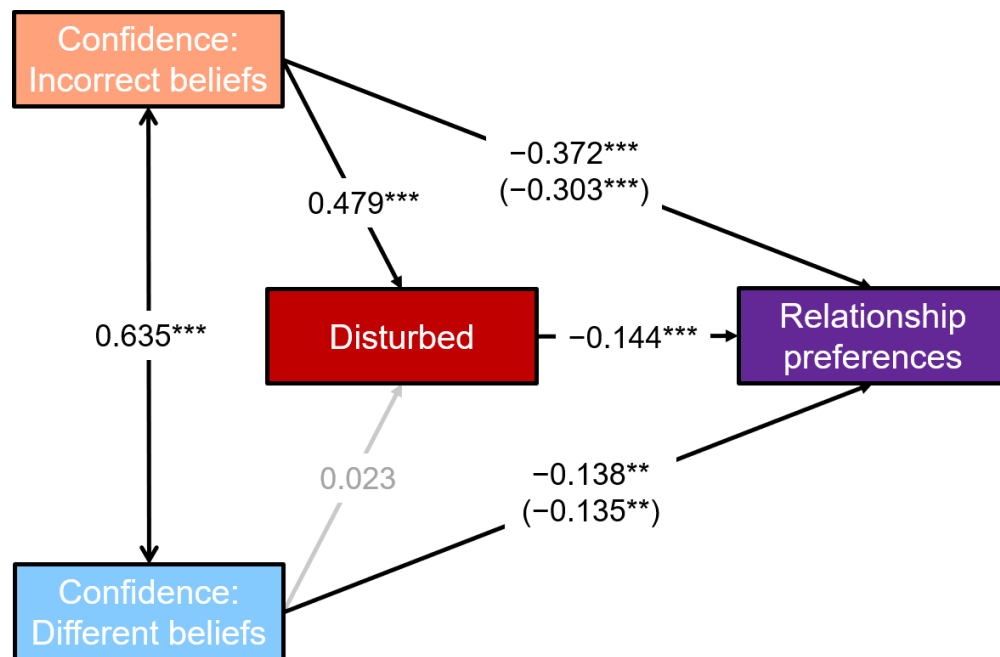 Confidence:
Incorrect beliefs
−0.372***
(−0.303***)
0.479***
0.635***
Disturbed
−0.144***
Relationship
preferences
0.023
−0.138**
(−0.135**)
Confidence:
Different beliefs